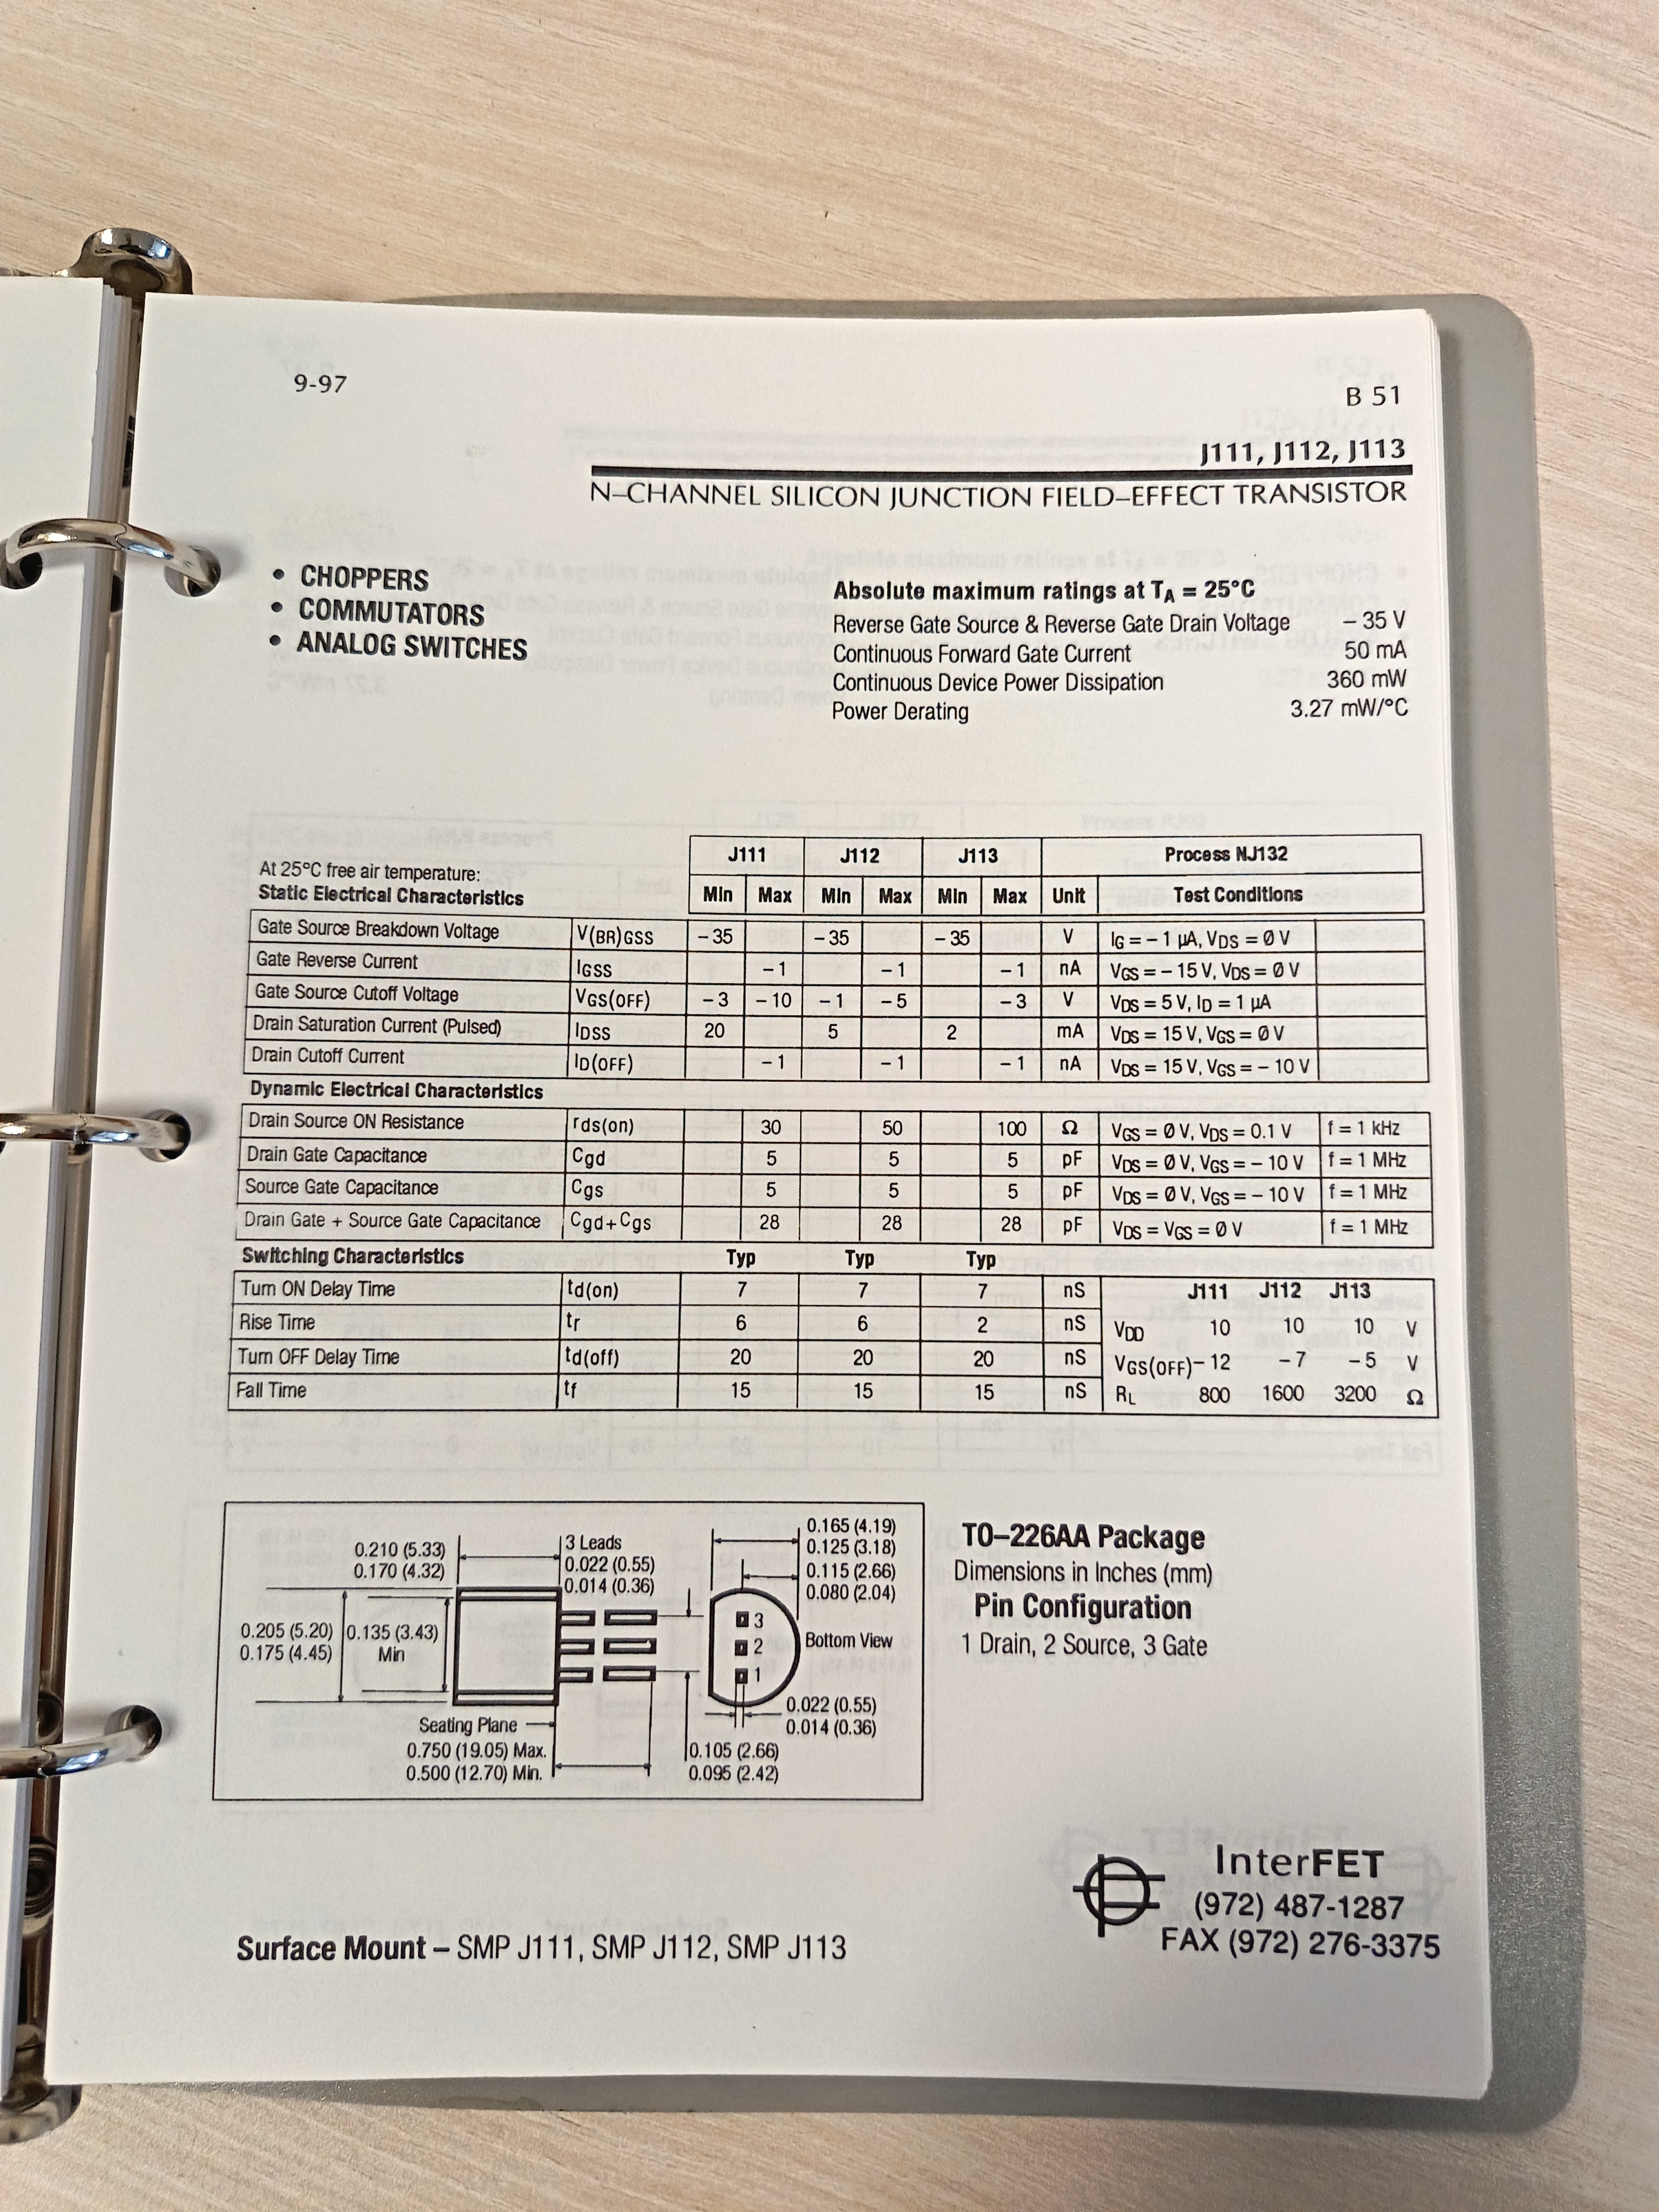 9-97
B 51
J111, J112, J113
N–CHANNEL SILICON JUNCTION FIELD–EFFECT TRANSISTOR
• CHOPPERS
• COMMUTATORS
• ANALOG SWITCHES
Absolute maximum ratings at TA = 25°C
Reverse Gate Source & Reverse Gate Drain Voltage – 35 V
Continuous Forward Gate Current 50 mA
Continuous Device Power Dissipation 360 mW
Power Derating 3.27 mW/°C
J111 J112 J113 Process NJ132
At 25°C free air temperature:
Static Electrical Characteristics Min Max Min Max Min Max Unit Test Conditions
Gate Source Breakdown Voltage V(BR)GSS – 35 – 35 – 35 V IG = – 1 µA, VDS = Ø V
Gate Reverse Current IGSS – 1 – 1 – 1 nA VGS = – 15 V, VDS = Ø V
Gate Source Cutoff Voltage VGS(OFF) – 3 – 10 – 1 – 5 – 3 V VDS = 5 V, ID = 1 µA
Drain Saturation Current (Pulsed) IDSS 20 5 2 mA VDS = 15 V, VGS = Ø V
Drain Cutoff Current ID(OFF) – 1 – 1 – 1 nA VDS = 15 V, VGS = – 10 V
Dynamic Electrical Characteristics
Drain Source ON Resistance rds(on) 30 50 100 Ω VGS = Ø V, VDS = 0.1 V f = 1 kHz
Drain Gate Capacitance Cgd 5 5 5 pF VDS = Ø V, VGS = – 10 V f = 1 MHz
Source Gate Capacitance Cgs 5 5 5 pF VDS = Ø V, VGS = – 10 V f = 1 MHz
Drain Gate + Source Gate Capacitance Cgd + Cgs 28 28 28 pF VDS = VGS = Ø V f = 1 MHz
Switching Characteristics Typ Typ Typ
Turn ON Delay Time td(on) 7 7 7 nS J111 J112 J113
Rise Time tr 6 6 2 nS VDD 10 10 10 V
Turn OFF Delay Time td(off) 20 20 20 nS VGS(OFF) – 12 – 7 – 5 V
Fall Time tf 15 15 15 nS RL 800 1600 3200 Ω
0.210 (5.33)
0.170 (4.32)
3 Leads
0.022 (0.55)
0.014 (0.36)
0.165 (4.19)
0.125 (3.18)
0.115 (2.66)
0.080 (2.04)
0.205 (5.20)
0.175 (4.45)
0.135 (3.43)
Min
3
2
1
Bottom View
0.022 (0.55)
0.014 (0.36)
Seating Plane
0.750 (19.05) Max.
0.500 (12.70) Min.
0.105 (2.66)
0.095 (2.42)
TO–226AA Package
Dimensions in Inches (mm)
Pin Configuration
1 Drain, 2 Source, 3 Gate
InterFET
(972) 487-1287
FAX (972) 276-3375
Surface Mount – SMP J111, SMP J112, SMP J113